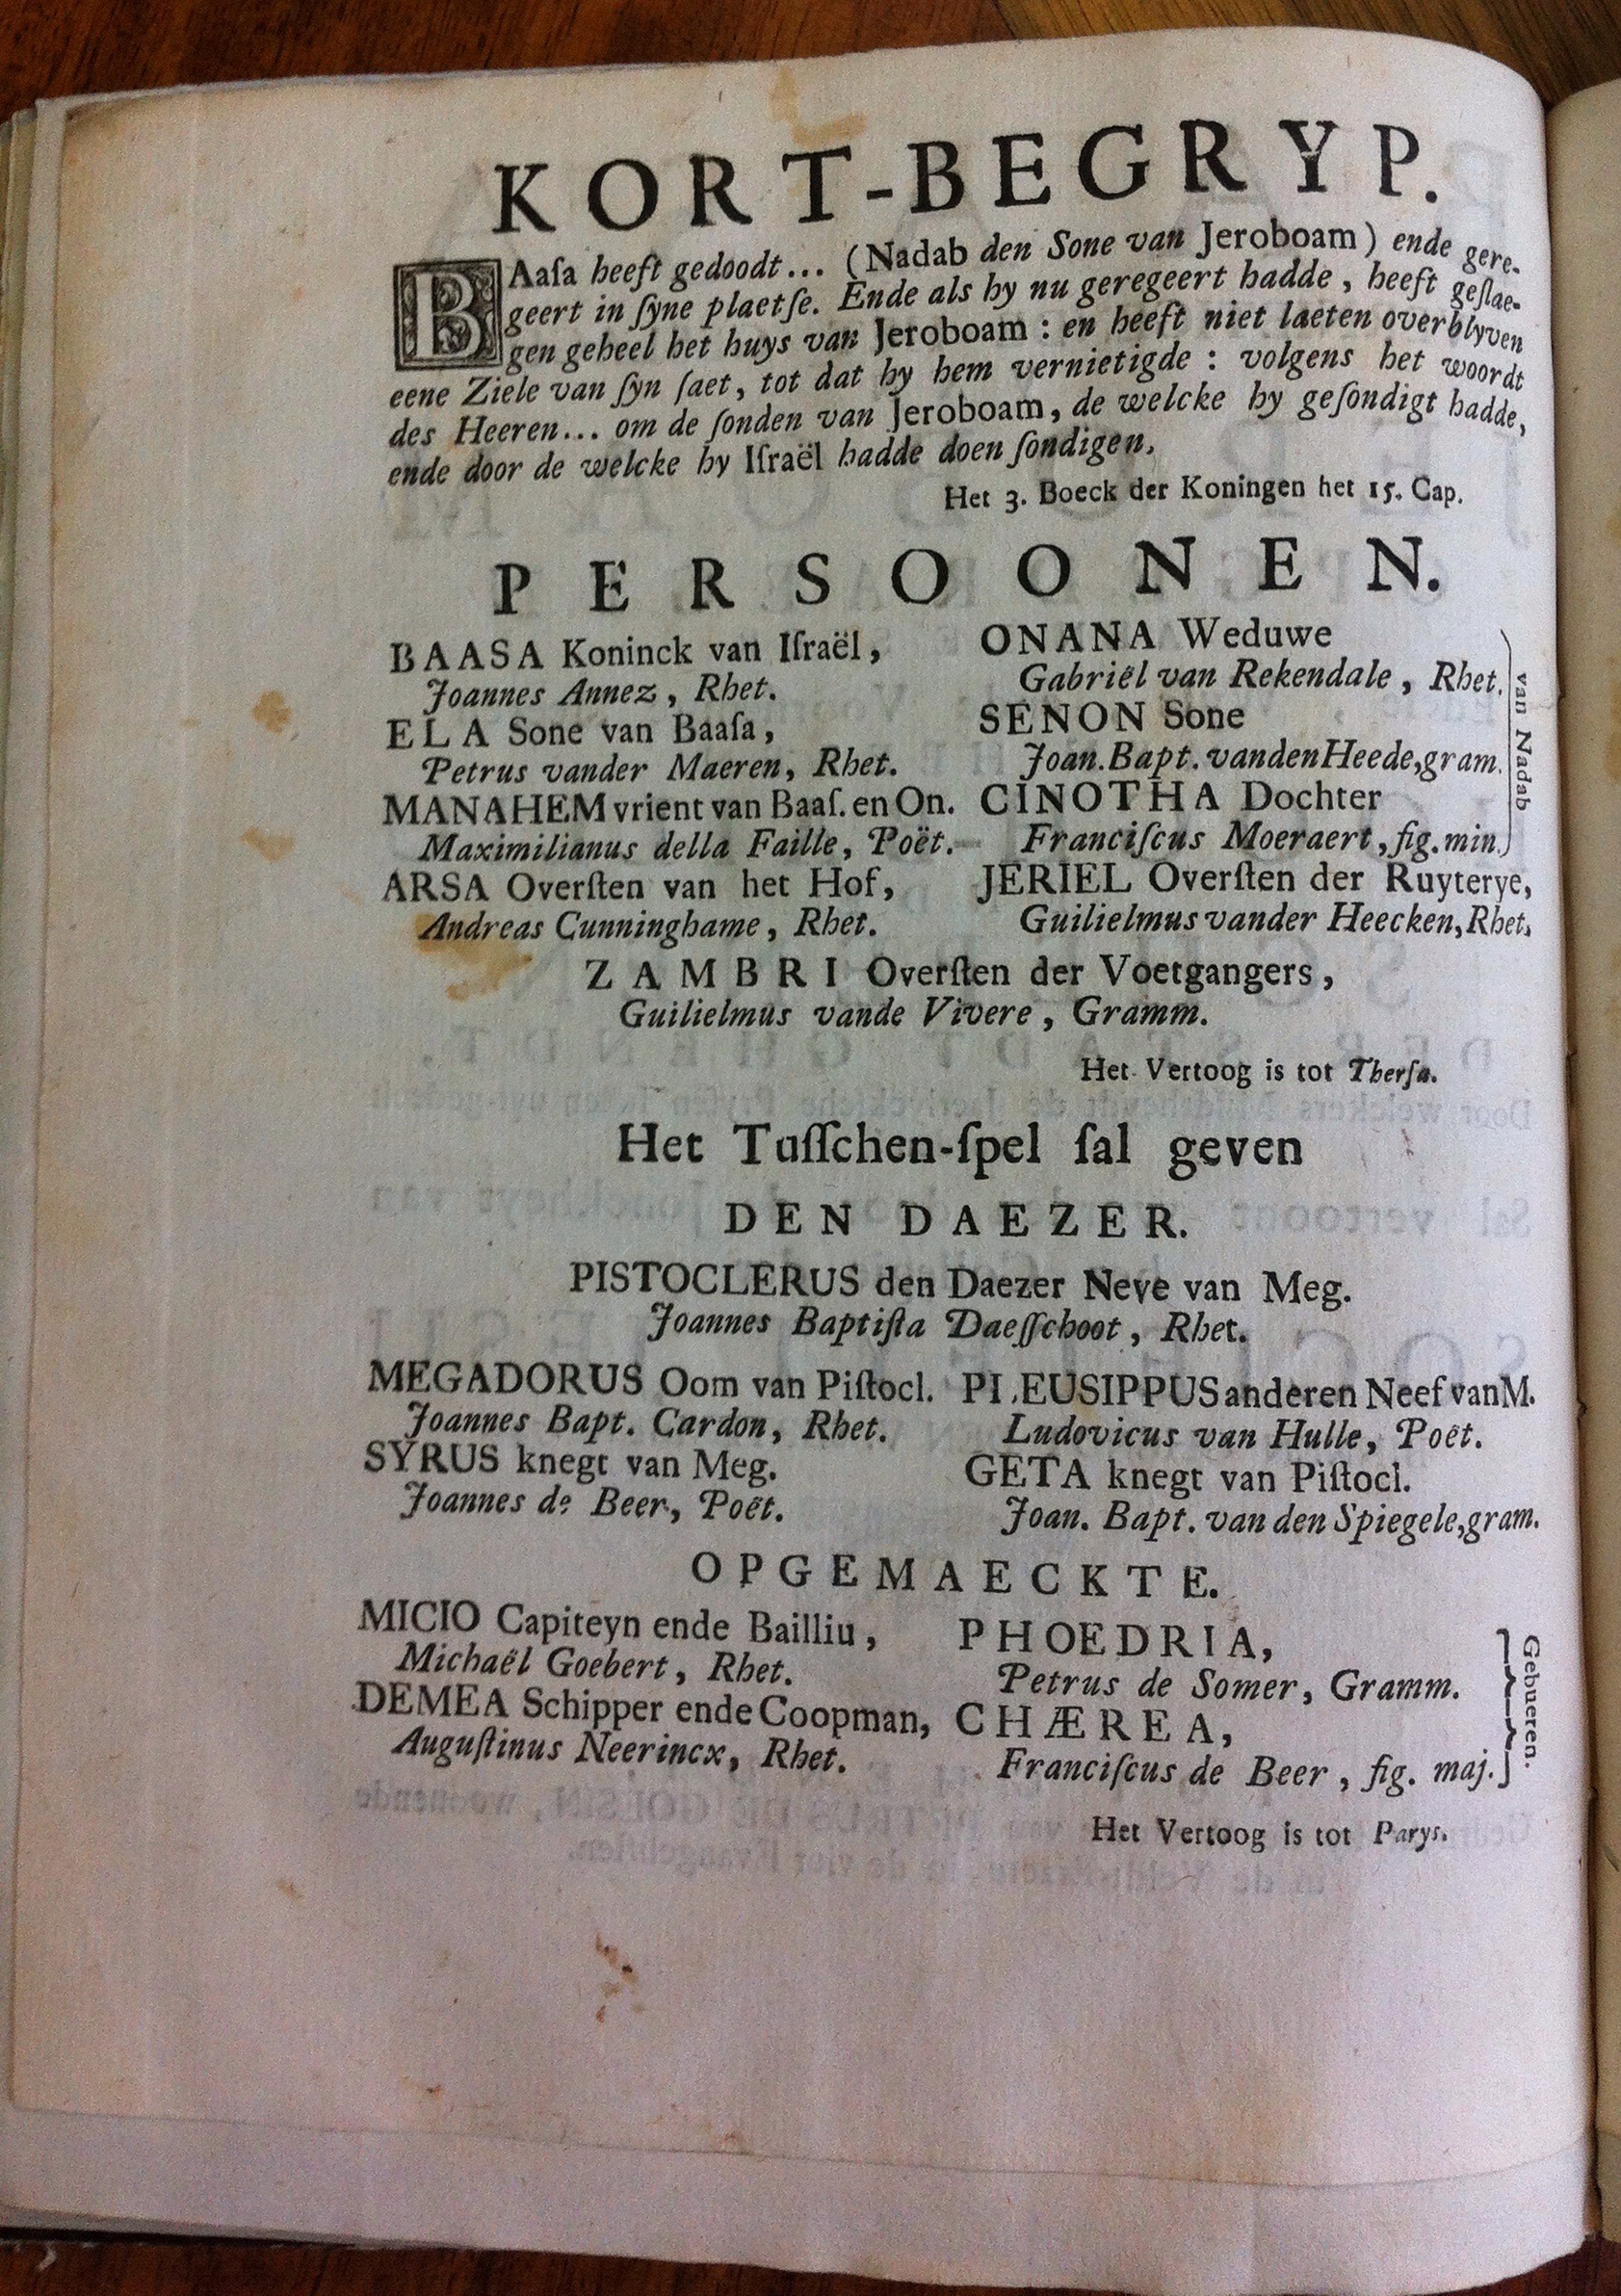 KORT-BEGRYP.
BAaſa heeft gedoodt... (Nadab den Sone van Jeroboam) ende gere-
geert in ſyne plaetſe. Ende als hy nu geregeert hadde, heeft geſlae-
gen geheel het huys van Jeroboam : en heeft niet laeten overblyven
eene Ziele van ſyn ſaet, tot dat hy hem vernietigde : volgens het woordt
des Heeren... om de ſonden van Jeroboam, de welcke hy geſondigt hadde,
ende door de welcke hy Iſraël hadde doen ſondigen.
Het 3. Boeck der Koningen het 15. Cap.
PERSOONEN.
BAASA Koninck van Iſraël,
Joannes Annez, Rhet.
ELA Sone van Baaſa,
Petrus vander Maeren, Rhet.
MANAHEM vrient van Baaſ. en On.
Maximilianus della Faille, Poët.
ARSA Overſten van het Hof,
Andreas Cunninghame, Rhet.
ONANA Weduwe
Gabriël van Rekendale, Rhet.
SENON Sone
Joan. Bapt. vanden Heede, gram.
CINOTHA Dochter
Franciſcus Moeraert, fig. min.
van Nadab
JERIEL Overſten der Ruyterye,
Guilielmus vander Heecken, Rhet.
ZAMBRI Overſten der Voetgangers,
Guilielmus vande Vivere, Gramm.
Het Vertoog is tot Therſa.
Het Tuſſchen-ſpel ſal geven
DEN DAEZER.
PISTOCLERUS den Daezer Neve van Meg.
Joannes Baptiſta Daeſſchoot, Rhet.
MEGADORUS Oom van Piſtocl.
Joannes Bapt. Cardon, Rhet.
SYRUS knegt van Meg.
Joannes de Beer, Poët.
PLEUSIPPUS anderen Neef van M.
Ludovicus van Hulle, Poët.
GETA knegt van Piſtocl.
Joan. Bapt. van den Spiegele, gram.
OPGEMAECKTE.
MICIO Capiteyn ende Bailliu,
Michaël Goebert, Rhet.
DEMEA Schipper ende Coopman,
Auguſtinus Neerincx, Rhet.
PHOEDRIA,
Petrus de Somer, Gramm.
CHÆREA,
Franciſcus de Beer, fig. maj.
Gebueren.
Het Vertoog is tot Parys.